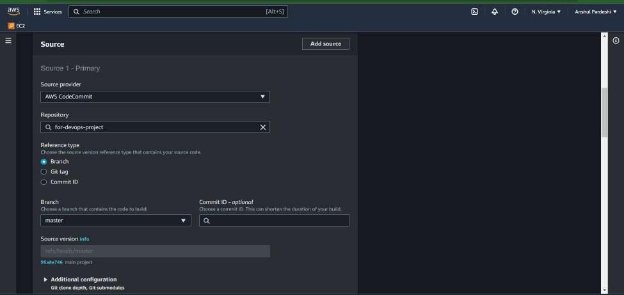 aws
Services
Search
[Alt+S]
N. Virginia
Anshul Pardeshi
EC2
Source
Add source
Source 1 - Primary
Source provider
AWS CodeCommit
Repository
for-devops-project
Reference type
Choose the source version reference type that contains your source code.
Branch
Git tag
Commit ID
Branch
Commit ID - optional
Choose a branch that contains the code to build.
Choose a commit ID. This can shorten the duration of your build.
master
Source version Info
refs/heads/master
main project
Additional configuration
Git clone depth, Git submodules